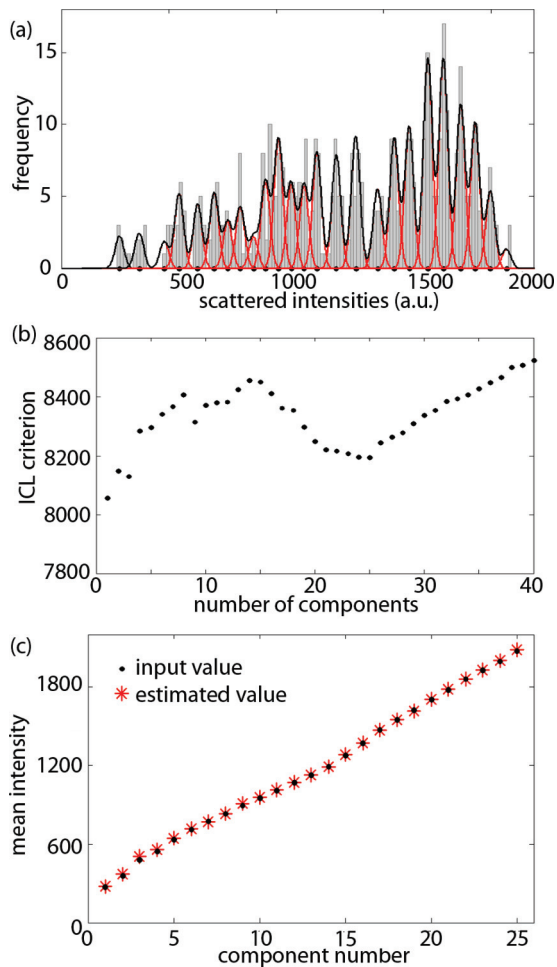 (a)
15
10
5
0
frequency
500
1000
1500
2000
scattered intensities (a.u.)
(b)
8600
8400
8200
8000
7800
ICL criterion
0
10
20
30
40
number of components
(c)
input value
estimated value
1800
1200
600
0
mean intensity
0
5
10
15
20
25
component number